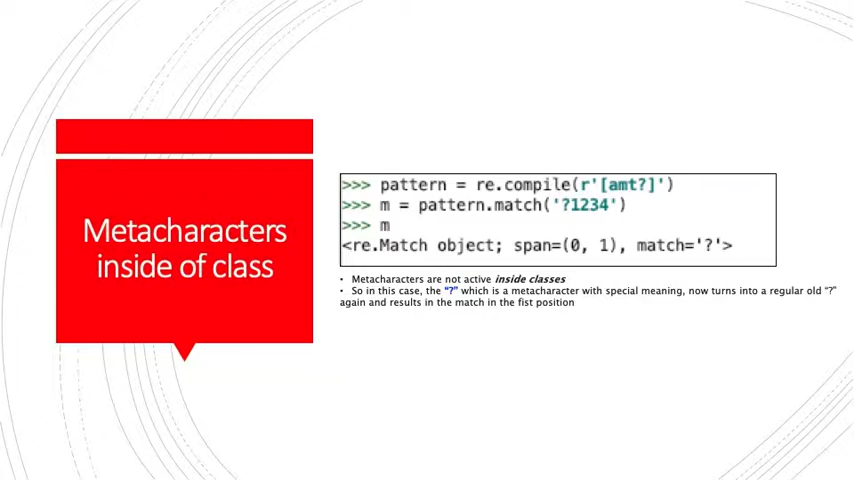 Metacharacters
inside of class
>>> pattern = re.compile(r'[amt?]')
>>> m = pattern.match('?1234')
>>> m
<re.Match object; span=(0, 1), match='?'>
• Metacharacters are not active inside classes
• So in this case, the “?” which is a metacharacter with special meaning, now turns into a regular old “?”
again and results in the match in the fist position